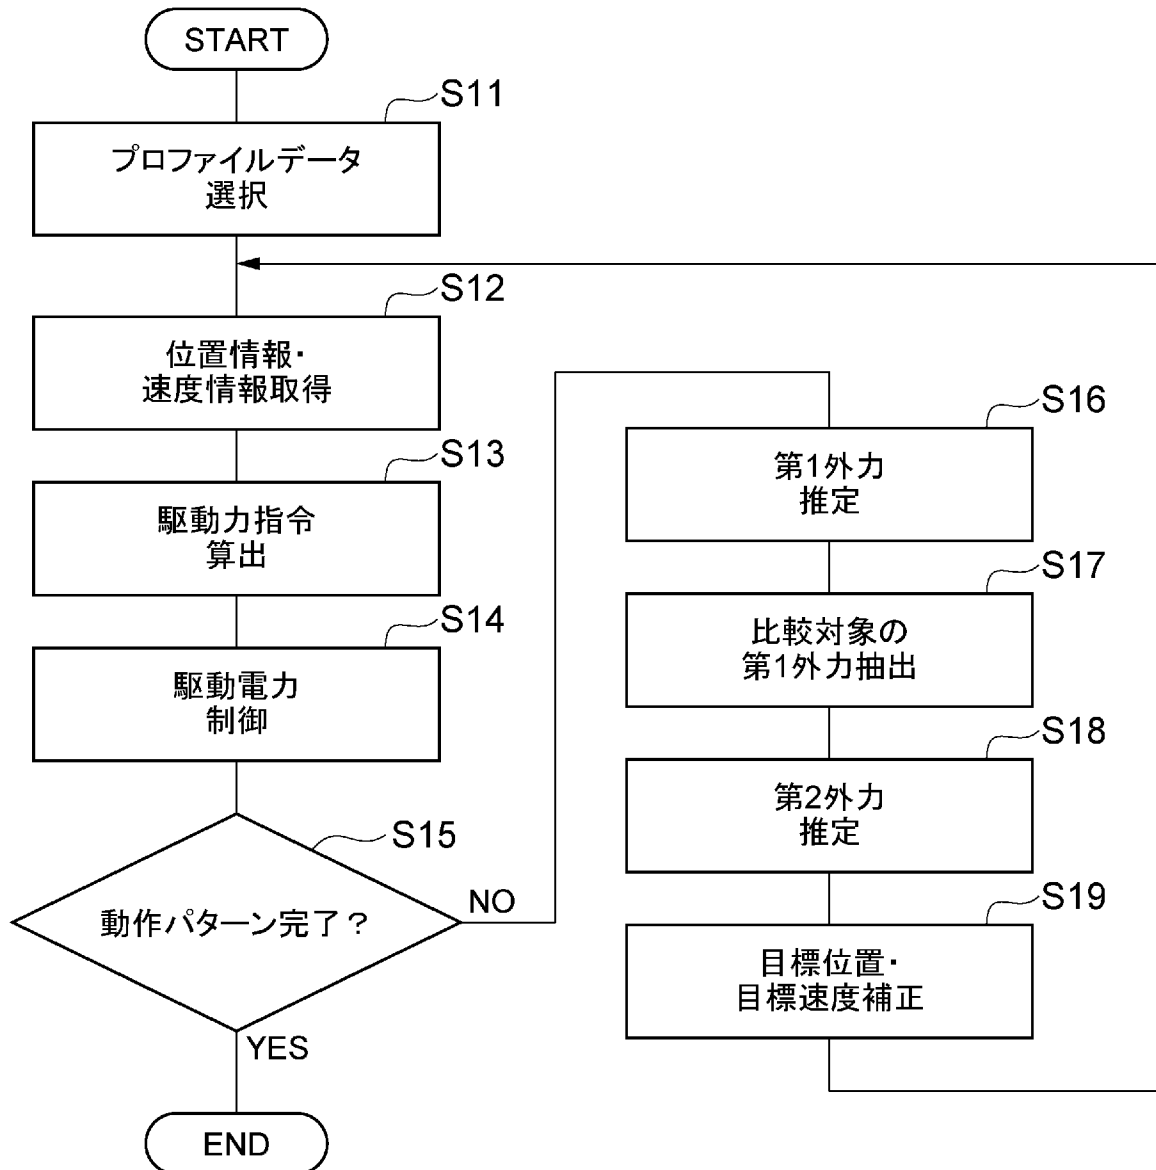 START
S11
プロファイルデータ
選択
S12
位置情報・
速度情報取得
S13
駆動力指令
算出
S14
駆動電力
制御
S15
動作パターン完了？
NO
YES
END
S16
第1外力
推定
S17
比較対象の
第1外力抽出
S18
第2外力
推定
S19
目標位置・
目標速度補正